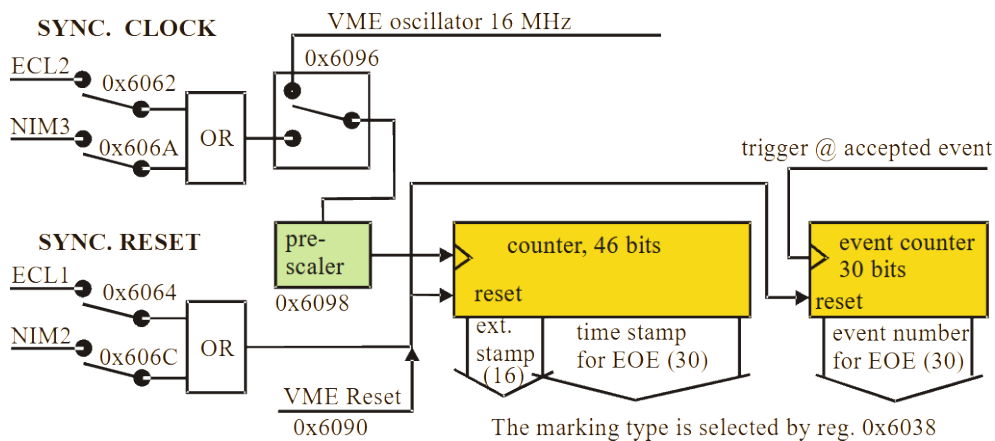 SYNC. CLOCK
VME oscillator 16 MHz
ECL2
0x6062
0x6096
NIM3
0x606A
OR
trigger @ accepted event
SYNC. RESET
pre-
scaler
0x6098
counter, 46 bits
reset
event counter
30 bits
reset
ECL1
0x6064
NIM2
0x606C
OR
ext.
stamp
(16)
time stamp
for EOE (30)
event number
for EOE (30)
VME Reset
0x6090
The marking type is selected by reg. 0x6038